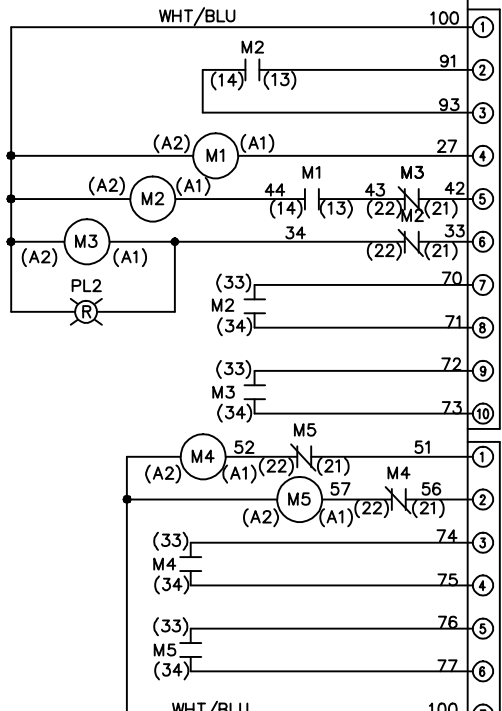 WHT/BLU 100 1
M2 91 2
(14) (13)
93 3
(A2) M1 (A1) 27 4
(A2) M2 (A1) 44 M1 43 M3 42 5
(14) (13) (22) (21)
M3 34 M2 33 6
(A2) (A1) (22) (21)
PL2
R
(33) 70 7
M2
(34) 71 8
(33) 72 9
M3
(34) 73 10
M5
M4 52 51 1
(A2) (A1) (22) (21)
M4
M5 57 56 2
(A2) (A1) (22) (21)
(33) 74 3
M4
(34) 75 4
(33) 76 5
M5
(34) 77 6
WHT/BLU 100